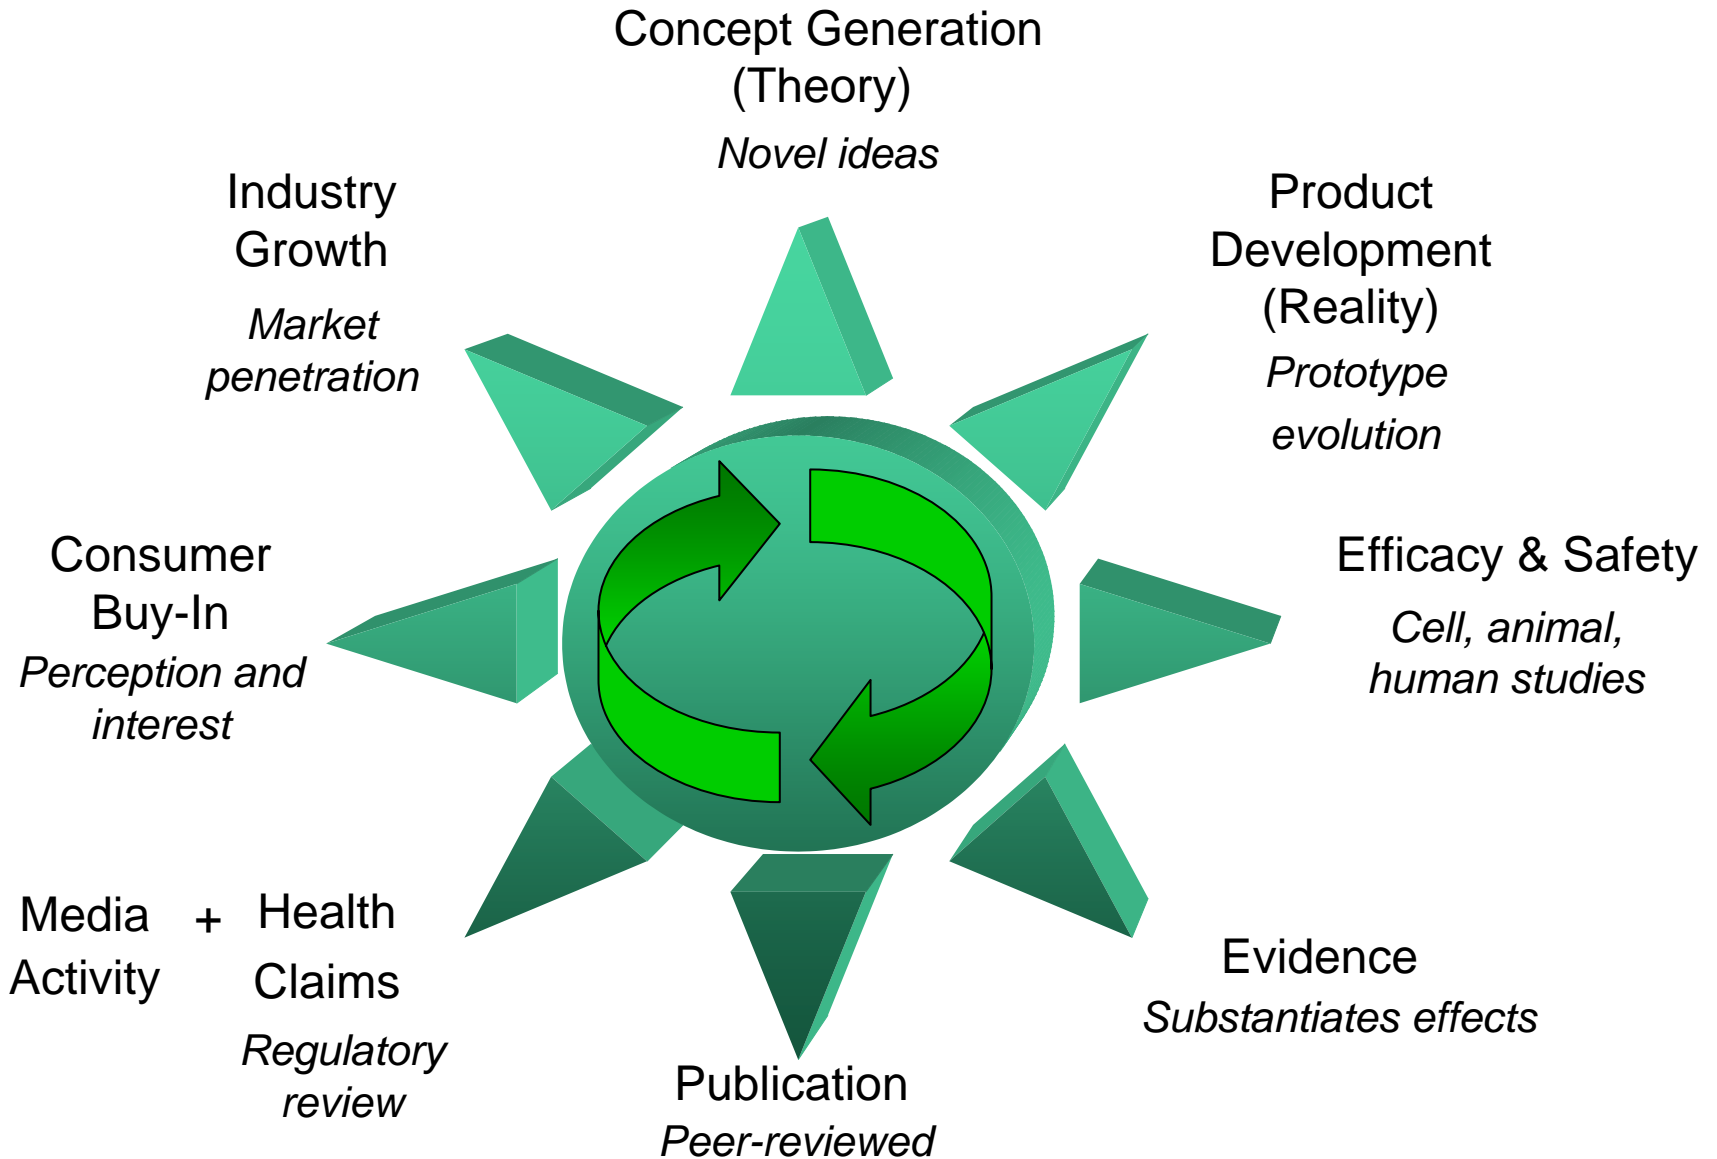 Concept Generation
(Theory)
Novel ideas
Product
Development
(Reality)
Prototype
evolution
Efficacy & Safety
Cell, animal,
human studies
Evidence
Substantiates effects
Publication
Peer-reviewed
Media + Health
Activity Claims
Regulatory
review
Consumer
Buy-In
Perception and
interest
Industry
Growth
Market
penetration